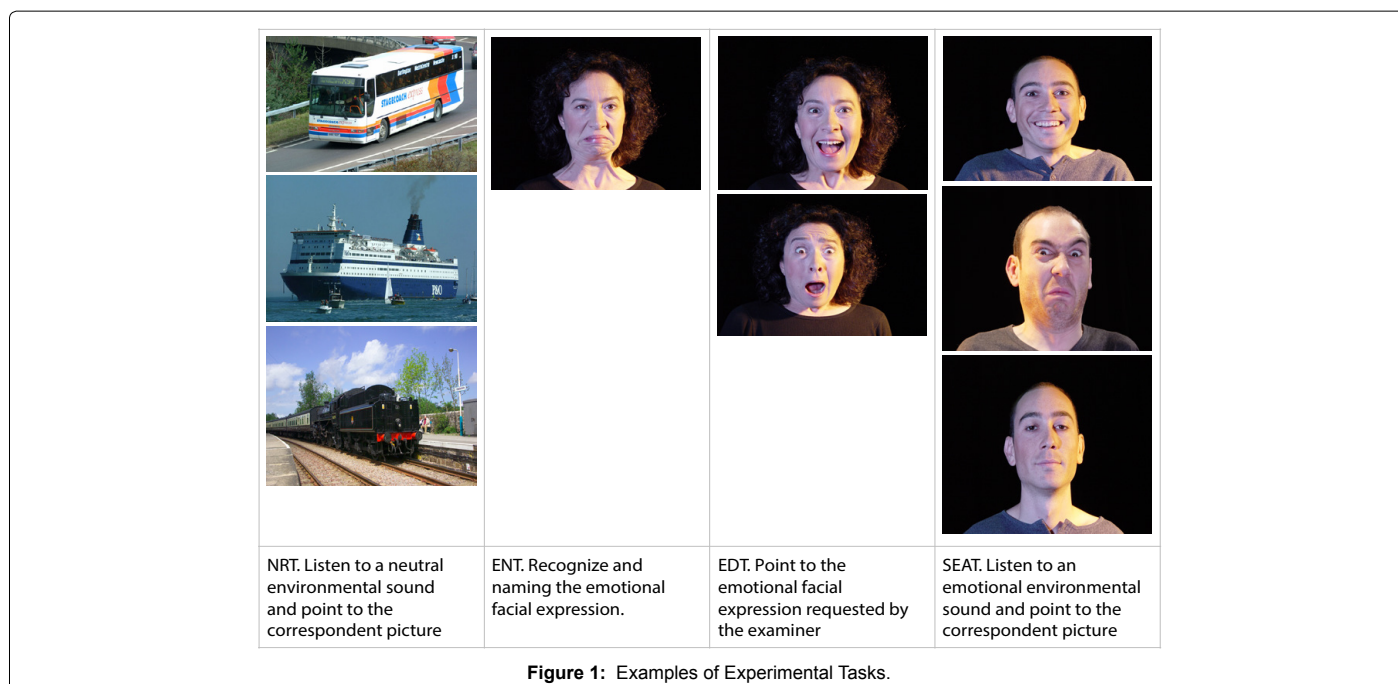 STAGECOACH express
P&O
NRT. Listen to a neutral
environmental sound
and point to the
correspondent picture
ENT. Recognize and
naming the emotional
facial expression.
EDT. Point to the
emotional facial
expression requested by
the examiner
SEAT. Listen to an
emotional environmental
sound and point to the
correspondent picture
Figure 1: Examples of Experimental Tasks.